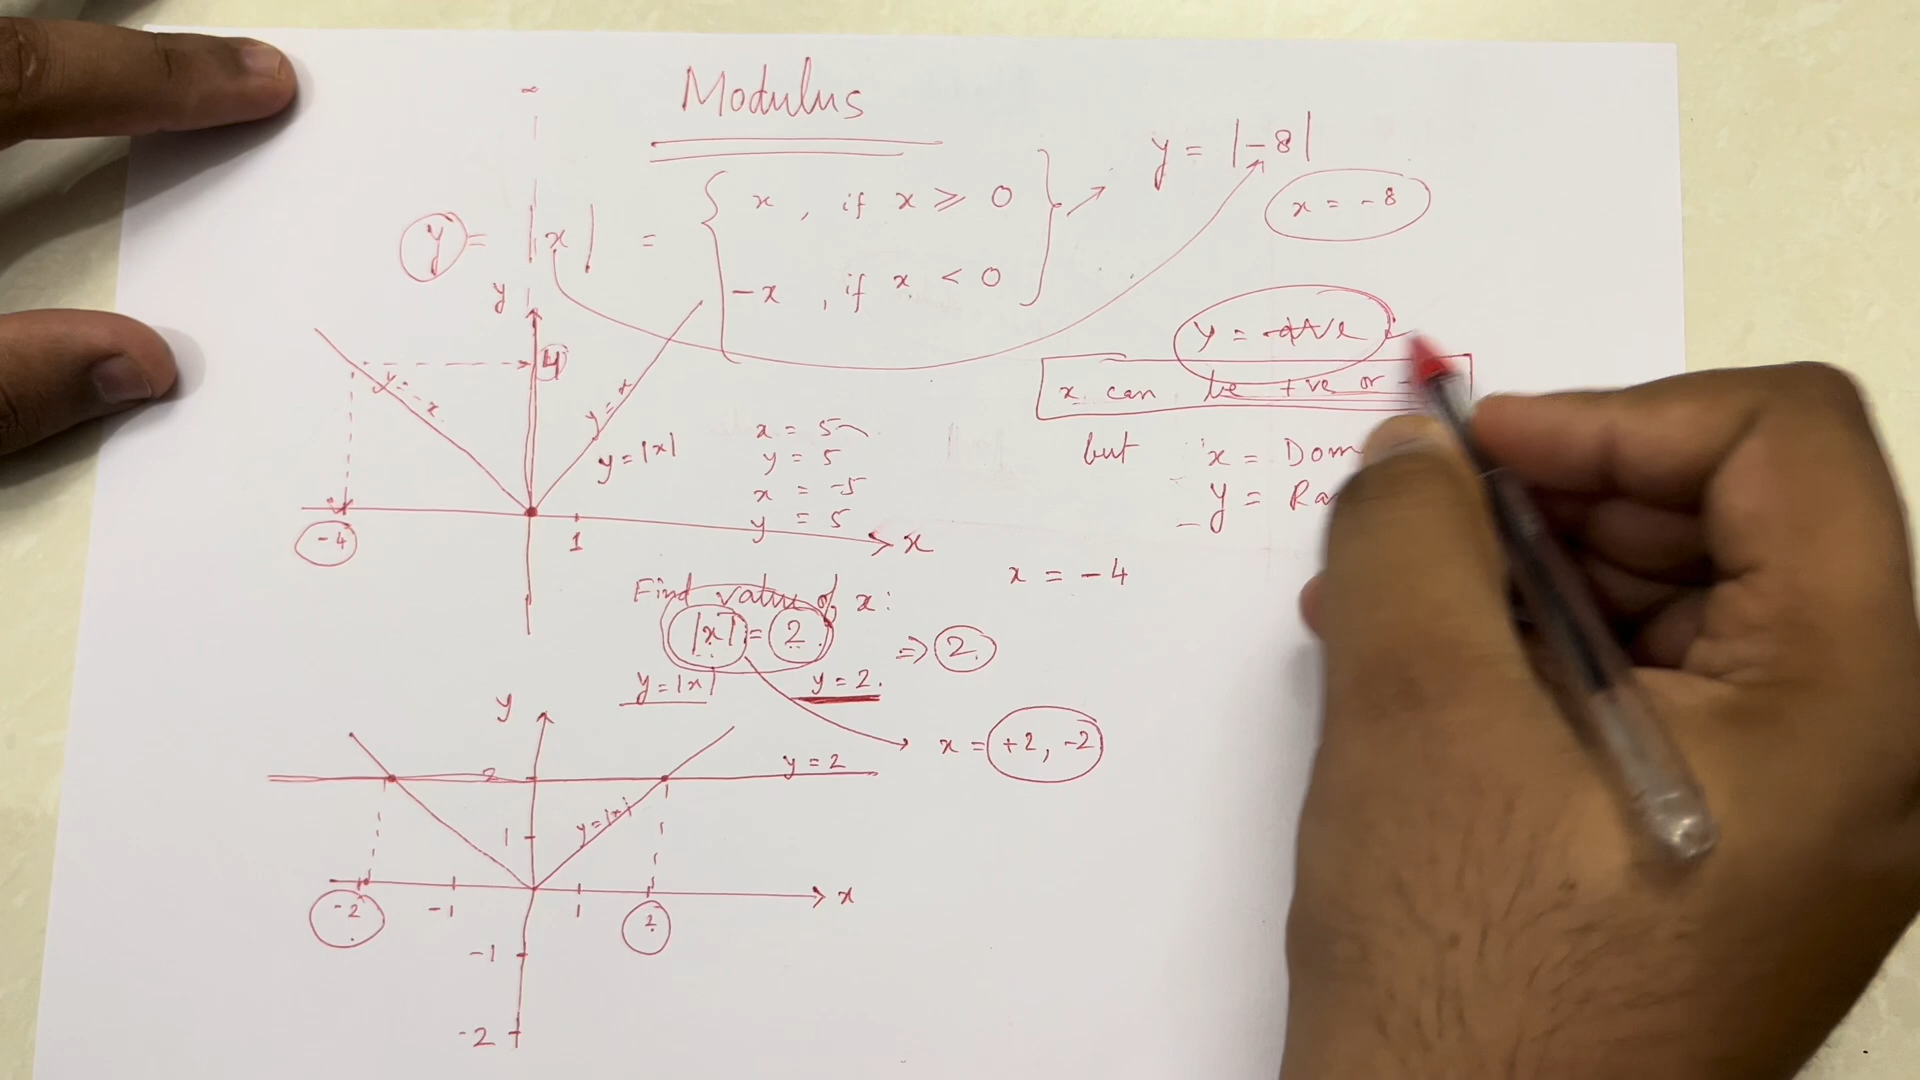 Modulus
∞
y = |x| = { x , if x ⩾ 0
-x , if x < 0 }
y = |-8|
x = -8
y
4
y = -x
y = x
y = |x|
-4
1
x
x = 5
y = 5
x = -5
y = 5
y = +ve
x can be +ve or
but x = Dom
y = Ra
x = -4
Find value of x:
|x| = 2
⇒ 2
y = |x|
y = 2.
x = +2, -2
y
2
y = 2
y = |x|
1
-2 -1 1 2
x
-1
-2